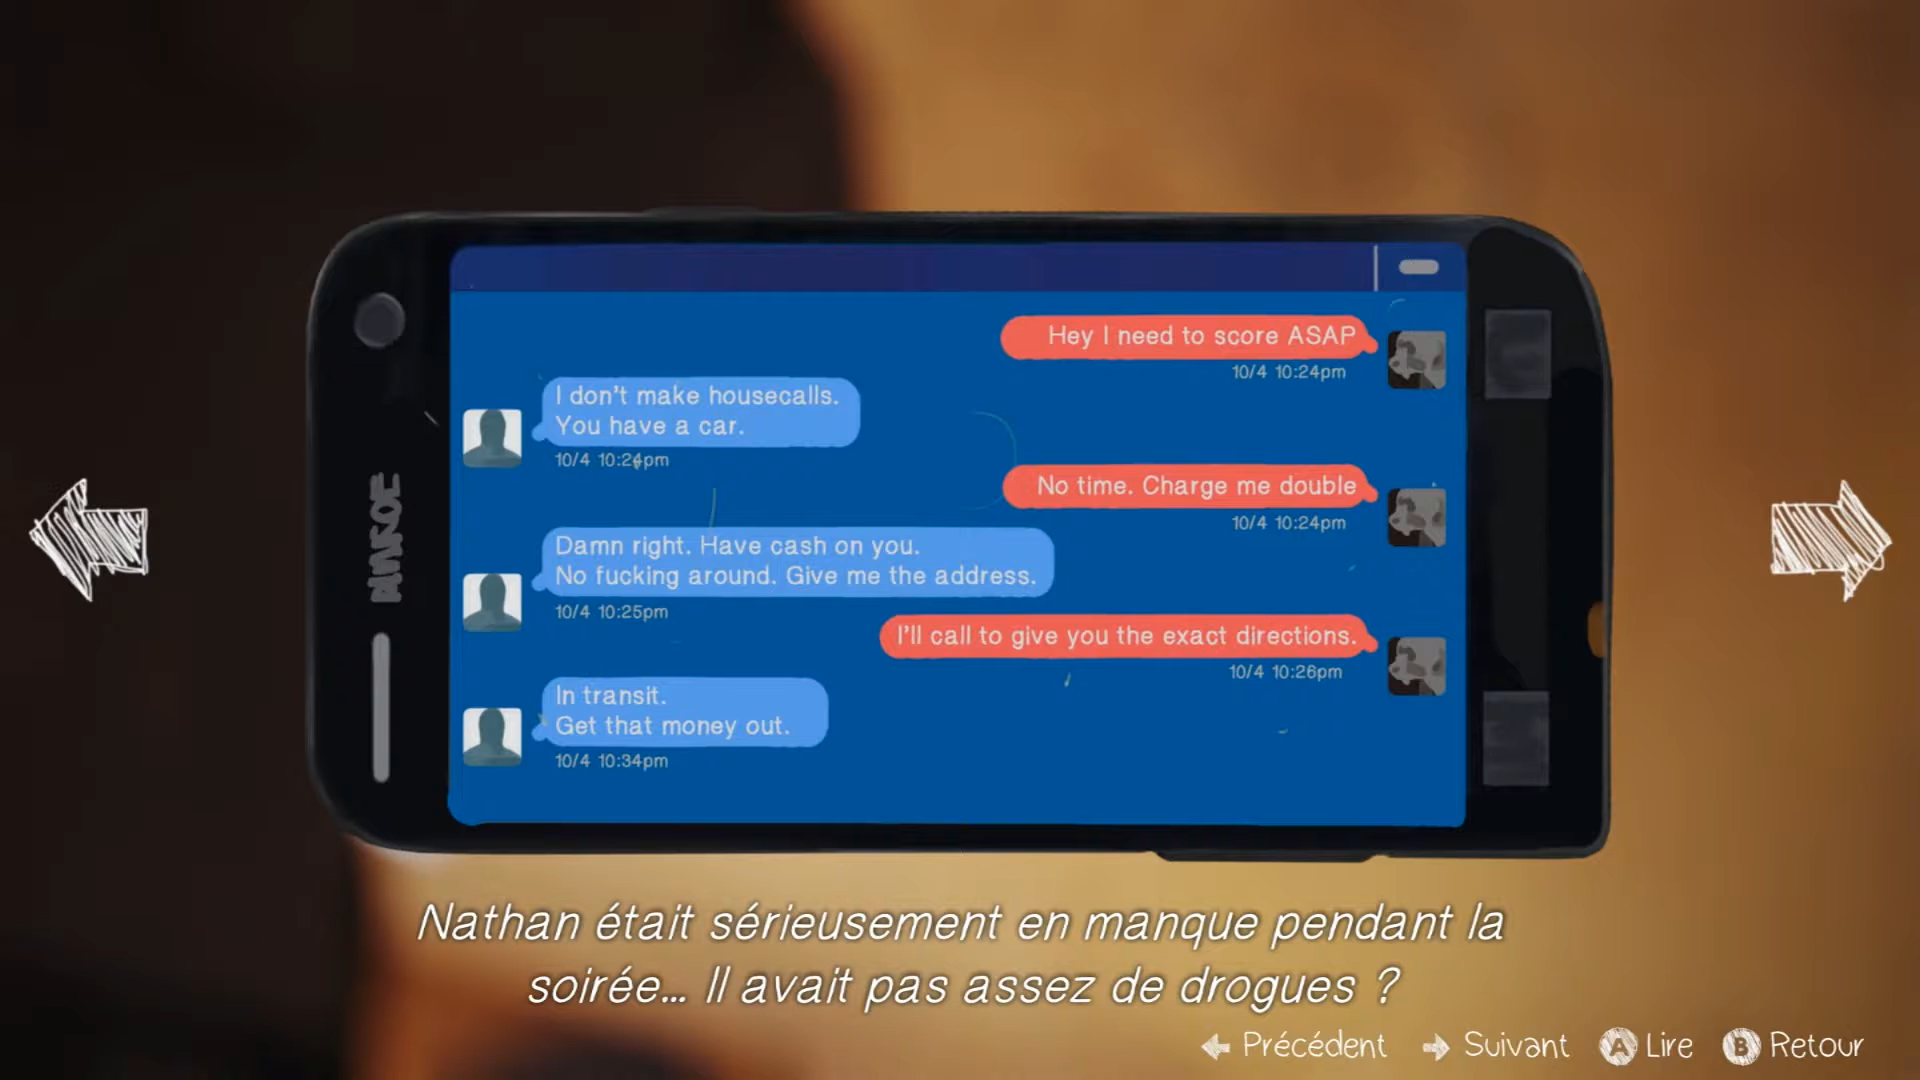 Hey I need to score ASAP
10/4 10:24pm
I don't make housecalls.
You have a car.
10/4 10:24pm
No time. Charge me double
10/4 10:24pm
Damn right. Have cash on you.
No fucking around. Give me the address.
10/4 10:25pm
I'll call to give you the exact directions.
10/4 10:26pm
In transit.
Get that money out.
10/4 10:34pm
Nathan était sérieusement en manque pendant la
soirée... Il avait pas assez de drogues ?
Précédent Suivant A Lire B Retour